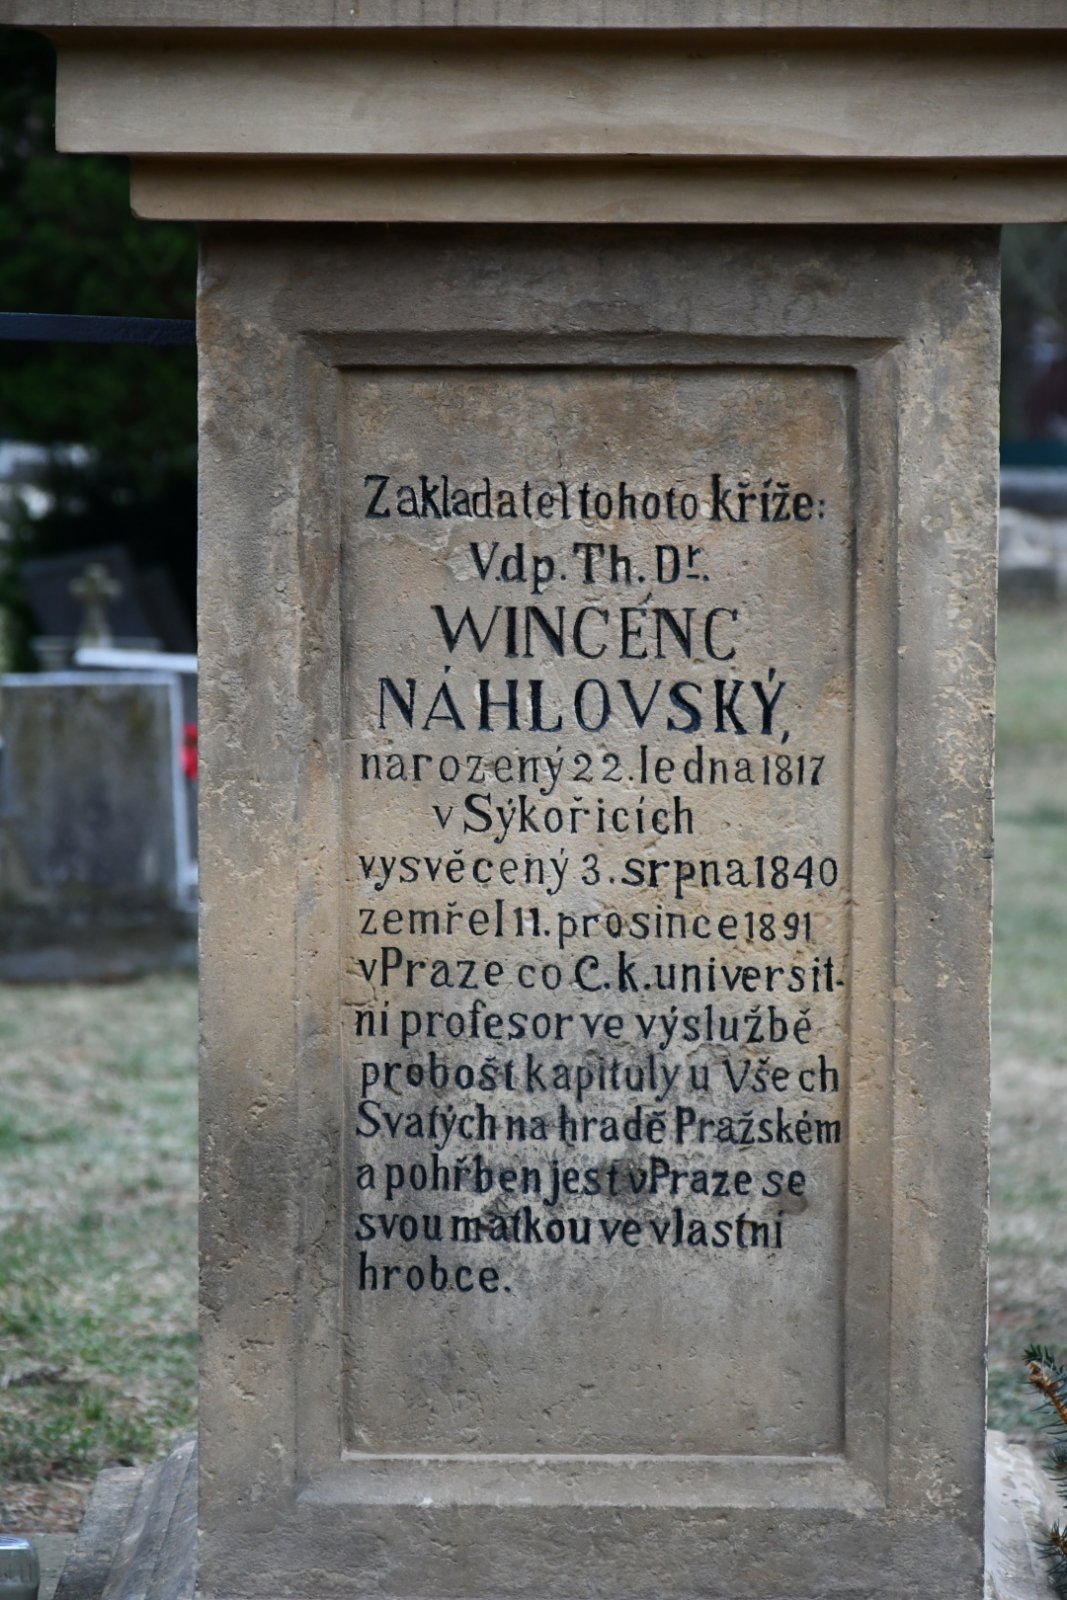 Zakladatel tohoto kříže:
V.dp. Th. Dr.
WINCENC
NÁHLOVSKÝ,
narozený 22. ledna 1817
v Sýkořicích
vysvěcený 3. srpna 1840
zemřel 11. prosince 1891
v Praze co C.k. universit-
ní profesor ve výslužbě
probošt kapituly u Všech
Svatých na hradě Pražském
a pohřben jest v Praze se
svou matkou ve vlastní
hrobce.